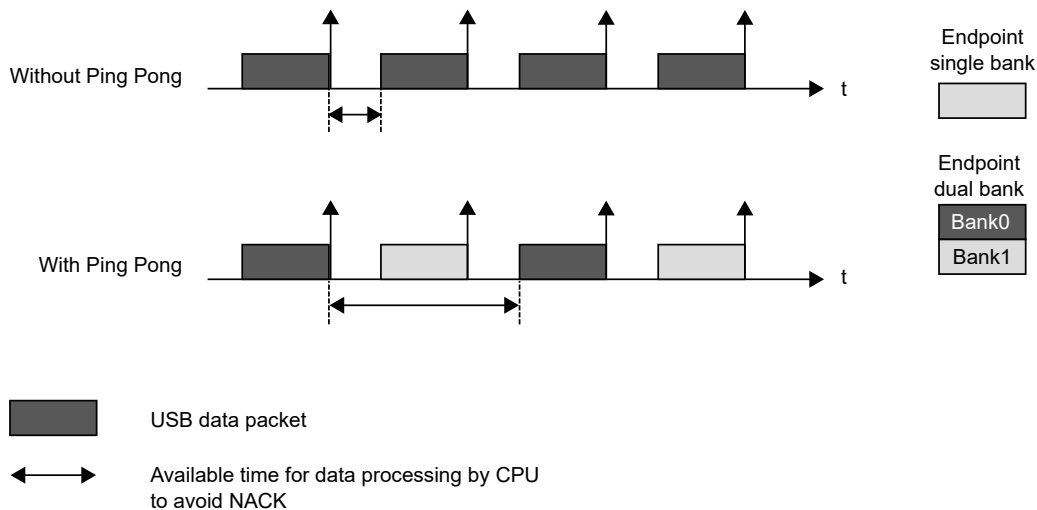 Without Ping Pong
t
Endpoint
single bank
Endpoint
dual bank
Bank0
Bank1
With Ping Pong
t
USB data packet
Available time for data processing by CPU
to avoid NACK